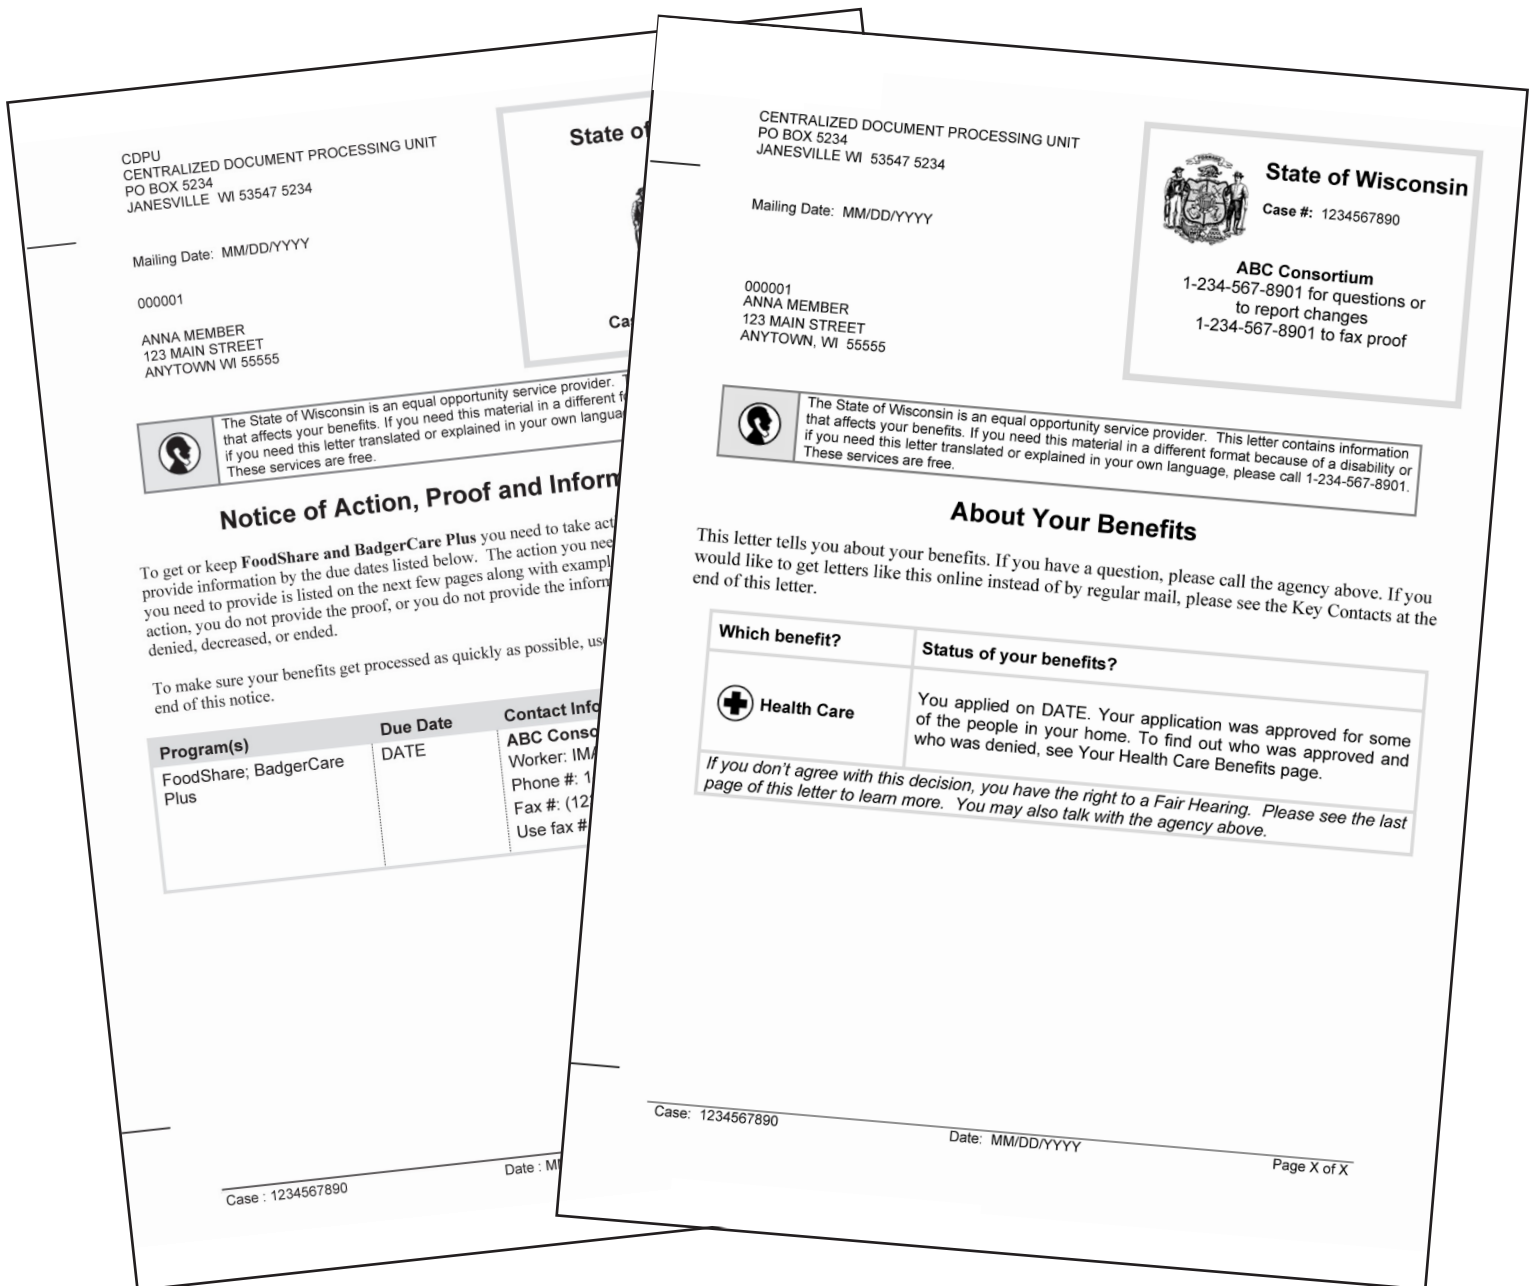 CDPU
CENTRALIZED DOCUMENT PROCESSING UNIT
PO BOX 5234
JANESVILLE WI 53547 5234
Mailing Date: MM/DD/YYYY
000001
ANNA MEMBER
123 MAIN STREET
ANYTOWN WI 55555
State of
The State of Wisconsin is an equal opportunity service provider.
that affects your benefits. If you need this material in a different
if you need this letter translated or explained in your own
These services are free.
Notice of Action, Proof and
To get or keep FoodShare and BadgerCare Plus you need to take
provide information by the due dates listed below. The action you
you need to provide is listed on the next few pages along with
action, you do not provide the proof, or you do not provide the
denied, decreased, or ended.
To make sure your benefits get processed as quickly as possible,
end of this notice.
Program(s) Due Date Contact
FoodShare; BadgerCare
Plus
DATE
ABC
Worker:
Phone #: 1
Fax #: (12
Use fax #
Case : 1234567890
Date :
CENTRALIZED DOCUMENT PROCESSING UNIT
PO BOX 5234
JANESVILLE WI 53547 5234
Mailing Date: MM/DD/YYYY
000001
ANNA MEMBER
123 MAIN STREET
ANYTOWN, WI 55555
State of Wisconsin
Case #: 1234567890
ABC Consortium
1-234-567-8901 for questions or
to report changes
1-234-567-8901 to fax proof
The State of Wisconsin is an equal opportunity service provider. This letter contains information
that affects your benefits. If you need this material in a different format because of a disability or
if you need this letter translated or explained in your own language, please call 1-234-567-8901.
These services are free.
About Your Benefits
This letter tells you about your benefits. If you have a question, please call the agency above. If you
would like to get letters like this online instead of by regular mail, please see the Key Contacts at the
end of this letter.
Which benefit? Status of your benefits?
Health Care
You applied on DATE. Your application was approved for some
of the people in your home. To find out who was approved and
who was denied, see Your Health Care Benefits page.
If you don't agree with this decision, you have the right to a Fair Hearing. Please see the last
page of this letter to learn more. You may also talk with the agency above.
Case: 1234567890
Date: MM/DD/YYYY
Page X of X